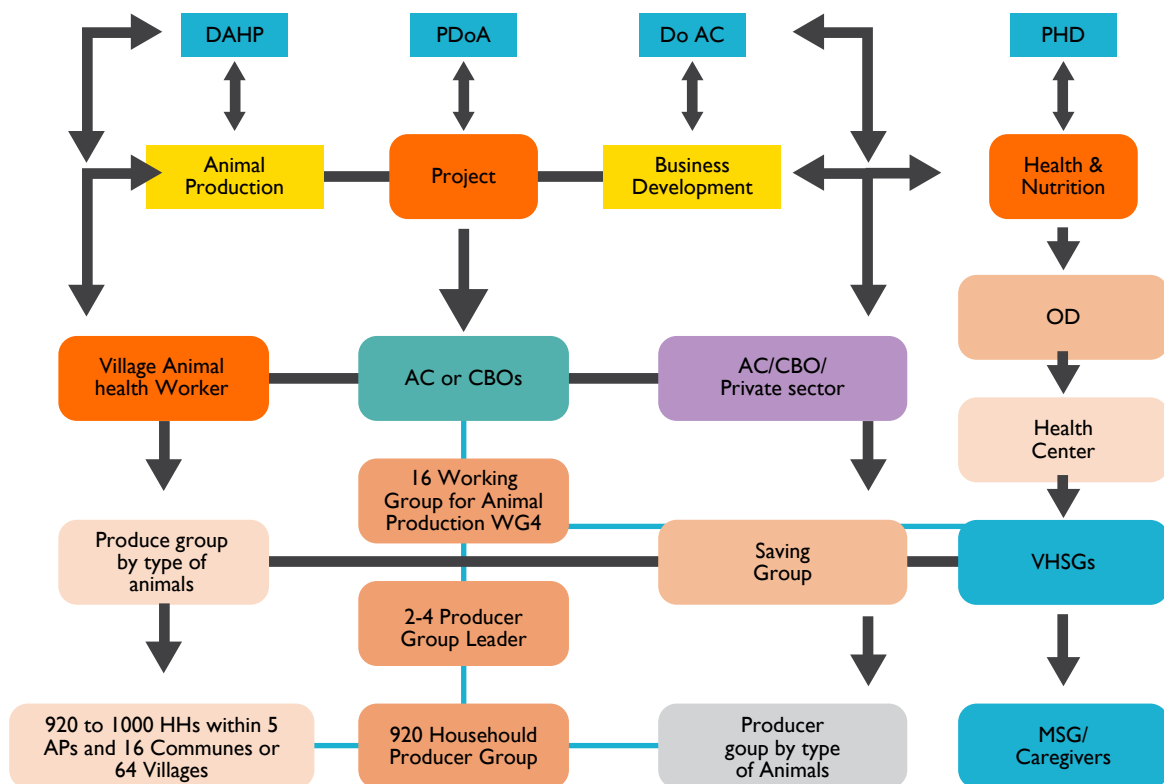 DAHP
PDoA
Do AC
PHD
Animal
Production
Project
Business
Development
Health &
Nutrition
OD
Village Animal
health Worker
AC or CBOs
AC/CBO/
Private sector
Health
Center
16 Working
Group for Animal
Production WG4
Produce group
by type of
animals
Saving
Group
VHSGs
2-4 Producer
Group Leader
920 to 1000 HHs within 5
APs and 16 Communes or
64 Villages
920 Househould
Producer Group
Producer
goup by type
of Animals
MSG/
Caregivers